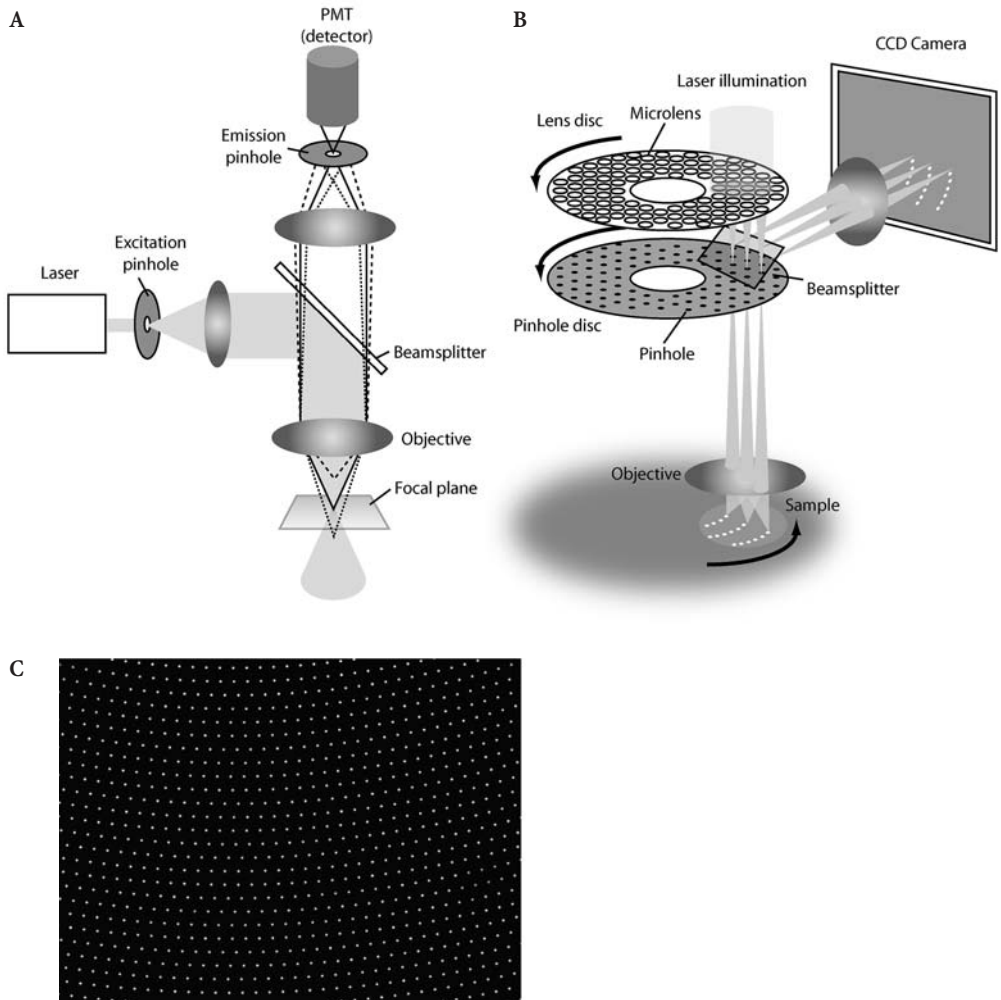 A
PMT
(detector)
Emission
pinhole
Excitation
pinhole
Laser
Beamsplitter
Objective
Focal plane
B
CCD Camera
Laser illumination
Microlens
Lens disc
Beamsplitter
Pinhole disc
Pinhole
Objective
Sample
C